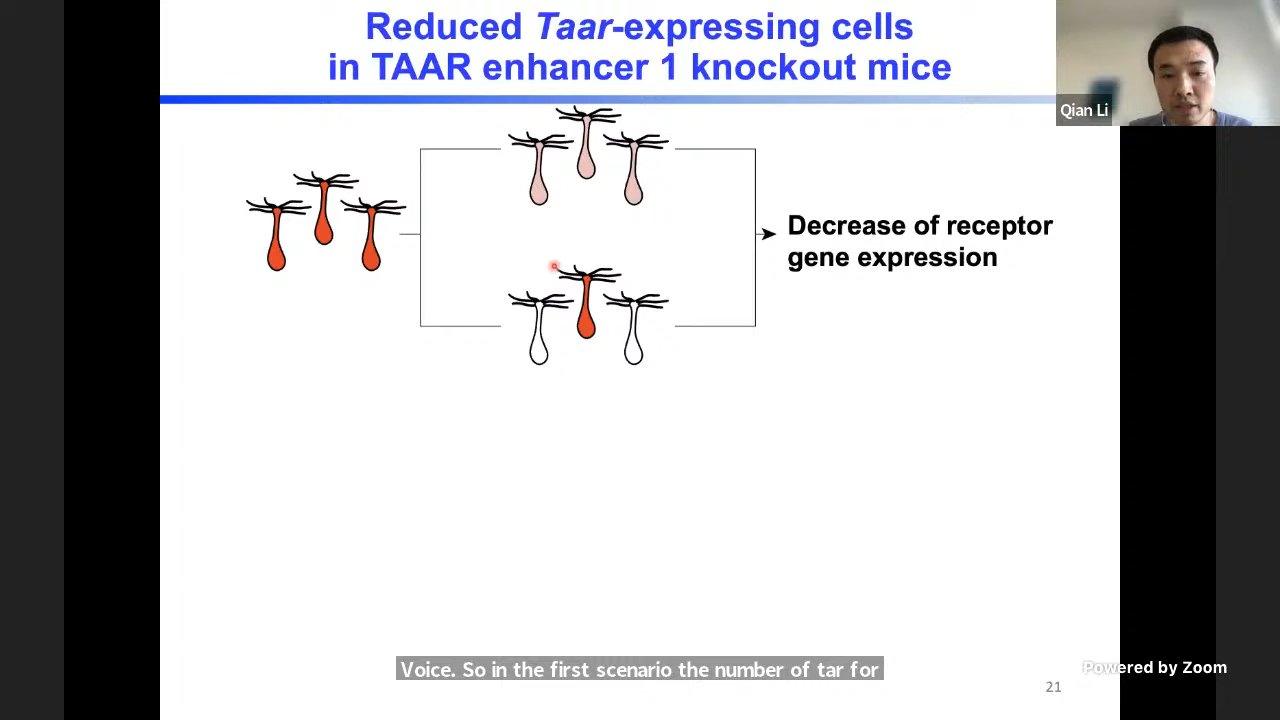 Reduced Taar-expressing cells
in TAAR enhancer 1 knockout mice
Qian Li
Decrease of receptor
gene expression
Voice. So in the first scenario the number of tar for
Powered by Zoom
21